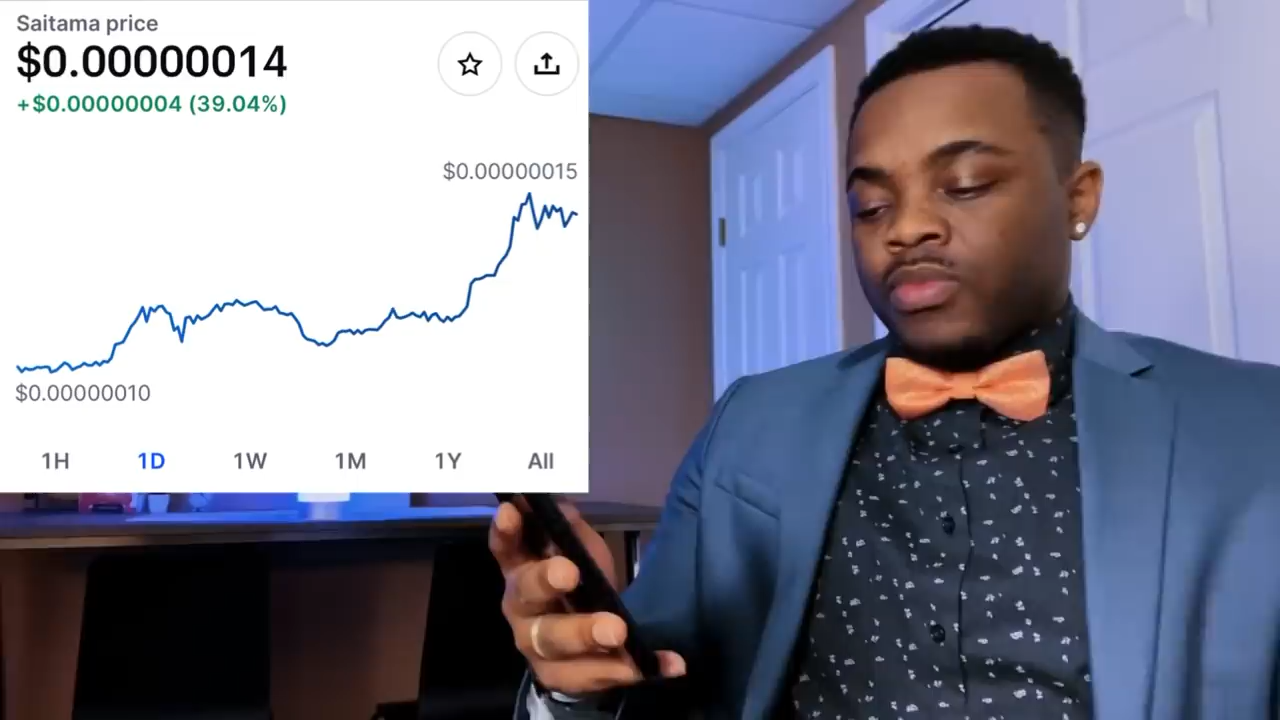 Saitama price
$0.00000014
+$0.00000004 (39.04%)
$0.00000015
$0.00000010
1H 1D 1W 1M 1Y All